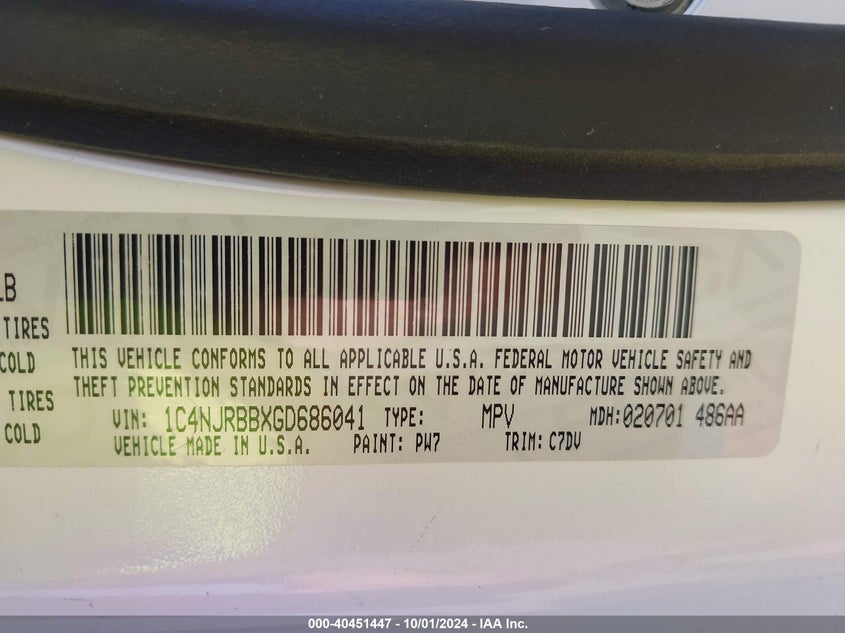 LB
TIRES
COLD
TIRES
COLD
THIS VEHICLE CONFORMS TO ALL APPLICABLE U.S.A. FEDERAL MOTOR VEHICLE SAFETY AND
THEFT PREVENTION STANDARDS IN EFFECT ON THE DATE OF MANUFACTURE SHOWN ABOVE.
VIN: 1C4NJRBBXGD686041 TYPE: MPV MDH:020701 486AA
VEHICLE MADE IN U.S.A. PAINT: PW7 TRIM: C7DV
000-40451447 - 10/01/2024 - IAA Inc.